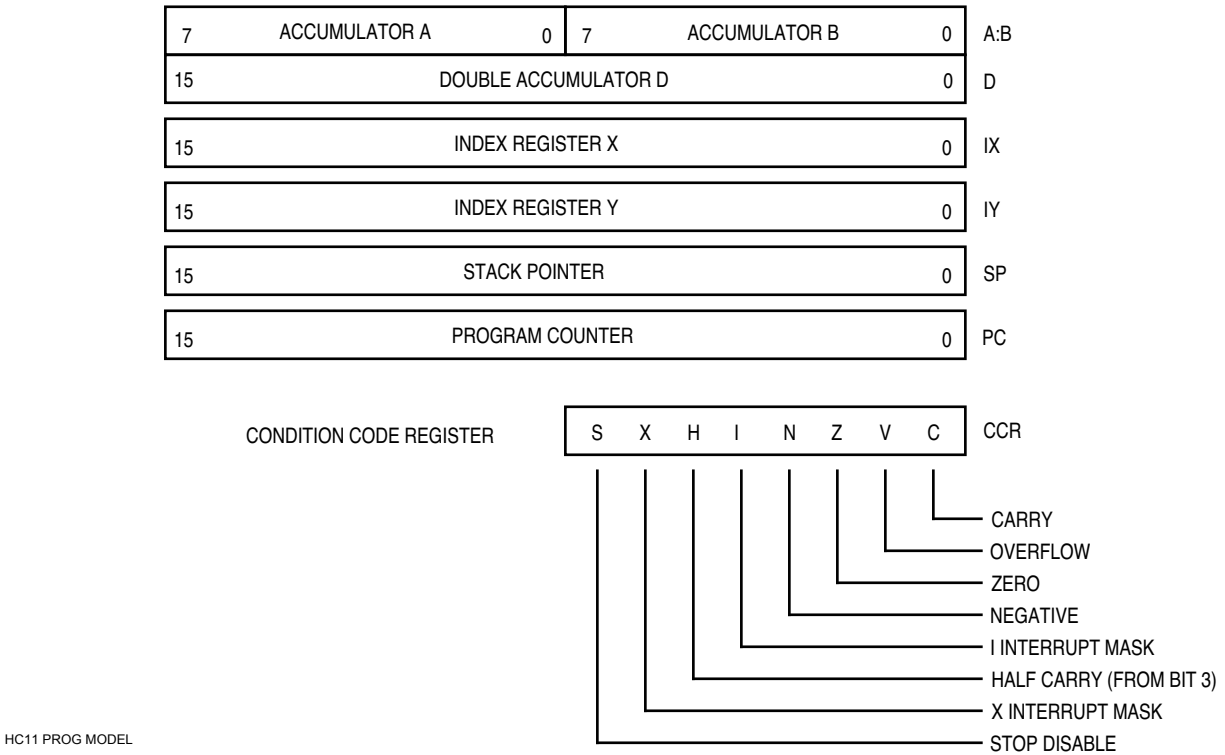 7 ACCUMULATOR A 0 7 ACCUMULATOR B 0 A:B
15 DOUBLE ACCUMULATOR D 0 D
15 INDEX REGISTER X 0 IX
15 INDEX REGISTER Y 0 IY
15 STACK POINTER 0 SP
15 PROGRAM COUNTER 0 PC
CONDITION CODE REGISTER S X H I N Z V C CCR
CARRY
OVERFLOW
ZERO
NEGATIVE
I INTERRUPT MASK
HALF CARRY (FROM BIT 3)
X INTERRUPT MASK
STOP DISABLE
HC11 PROG MODEL